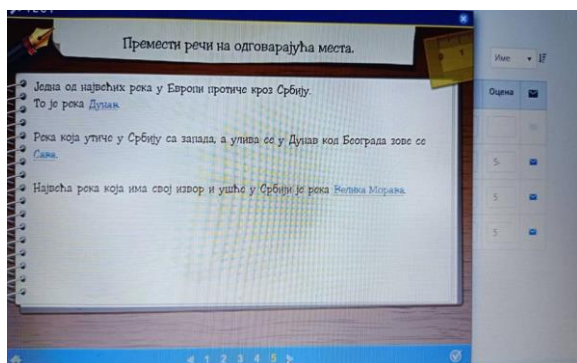 Премести речи на одговарајућа места.
Једна од највећих река у Европи протиче кроз Србију.
То је река Дунав.
Река која утиче у Србију са запада, а улива се у Дунав код Београда зове се
Сава.
Највећа река која има свој извор и ушће у Србији је река Велика Морава.
Име
Оцена
5
5
5
1 2 3 4 5